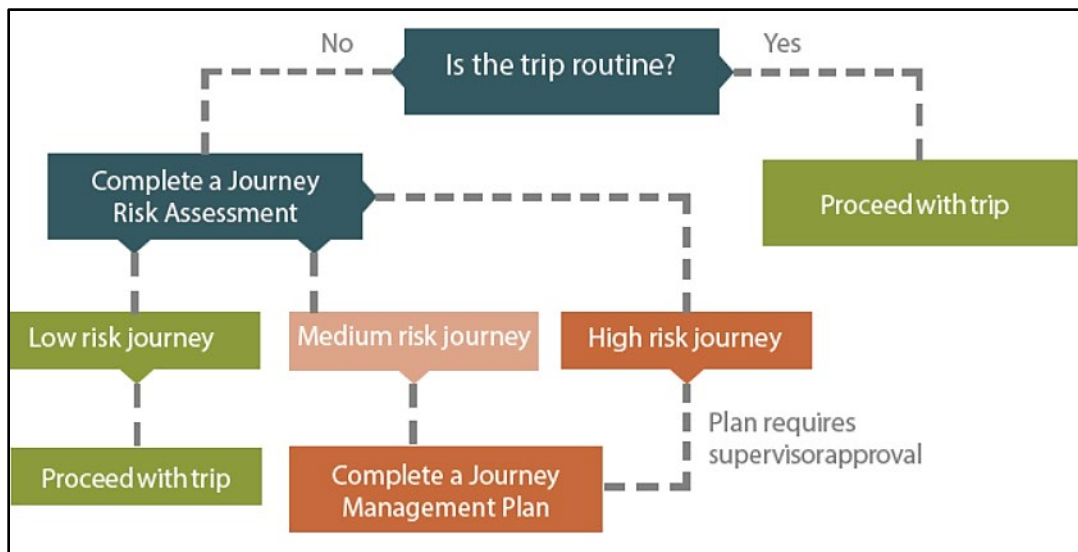 No
Is the trip routine?
Yes
Complete a Journey
Risk Assessment
Proceed with trip
Low risk journey
Medium risk journey
High risk journey
Plan requires
supervisorapproval
Proceed with trip
Complete a Journey
Management Plan